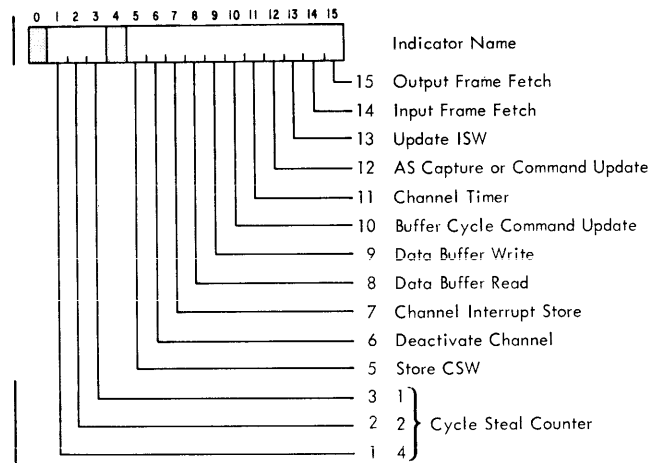 0 1 2 3 4 5 6 7 8 9 10 11 12 13 14 15
Indicator Name
15 Output Frame Fetch
14 Input Frame Fetch
13 Update ISW
12 AS Capture or Command Update
11 Channel Timer
10 Buffer Cycle Command Update
9 Data Buffer Write
8 Data Buffer Read
7 Channel Interrupt Store
6 Deactivate Channel
5 Store CSW
3 1
2 2 Cycle Steal Counter
1 4